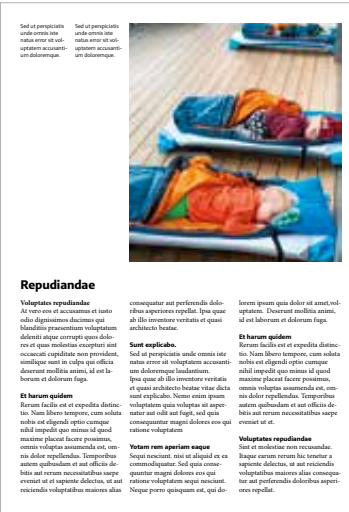 Sed ut perspiciatis
unde omnis iste
natus error sit vol-
uptatem accusanti-
um doloremque.
Sed ut perspiciatis
unde omnis iste
natus error sit vol-
uptatem accusanti-
um doloremque.
Repudiandae
Voluptates repudiandae
At vero eos et accusamus et iusto
odio dignissimos ducimus qui
blanditiis praesentium voluptatum
deleniti atque corrupti quos dolo-
res et quas molestias excepturi sint
occaecati cupiditate non provident,
similique sunt in culpa qui officia
deserunt mollitia animi, id est la-
borum et dolorum fuga.
Et harum quidem
Rerum facilis est et expedita distinc-
tio. Nam libero tempore, cum soluta
nobis est eligendi optio cumque
nihil impedit quo minus id quod
maxime placeat facere possimus,
omnis voluptas assumenda est, om-
nis dolor repellendus. Temporibus
autem quibusdam et aut officiis de-
bitis aut rerum necessitatibus saepe
eveniet ut et sapiente delectus, ut aut
reiciendis voluptatibus maiores alias
consequatur aut perferendis dolo-
ribus asperiores repellat. Ipsa quae
ab illo inventore veritatis et quasi
architecto beatae.
Sunt explicabo.
Sed ut perspiciatis unde omnis iste
natus error sit voluptatem accusanti-
um doloremque laudantium.
Ipsa quae ab illo inventore veritatis
et quasi architecto beatae vitae dicta
sunt explicabo. Nemo enim ipsam
voluptatem quia voluptas sit asper-
natur aut odit aut fugit, sed quia
consequuntur magni dolores eos qui
ratione voluptatem
Yotam rem aperiam eaque
Sequi nesciunt. nisi ut aliquid ex ea
commodiquatur. Sed quia conse-
quuntur magni dolores eos qui
ratione voluptatem sequi nesciunt.
Neque porro quisquam est, qui do-
lorem ipsum quia dolor sit amet,vol-
uptatem. Deserunt mollitia animi,
id est laborum et dolorum fuga.
Et harum quidem
Rerum facilis est et expedita distinc-
tio. Nam libero tempore, cum soluta
nobis est eligendi optio cumque
nihil impedit quo minus id quod
maxime placeat facere possimus,
omnis voluptas assumenda est, om-
nis dolor repellendus. Temporibus
autem quibusdam et aut officiis de-
bitis aut rerum necessitatibus saepe
eveniet ut et.
Voluptates repudiandae
Sint et molestiae non recusandae.
Itaque earum rerum hic tenetur a
sapiente delectus, ut aut reiciendis
voluptatibus maiores alias consequa-
tur aut perferendis doloribus asperi-
ores repellat.